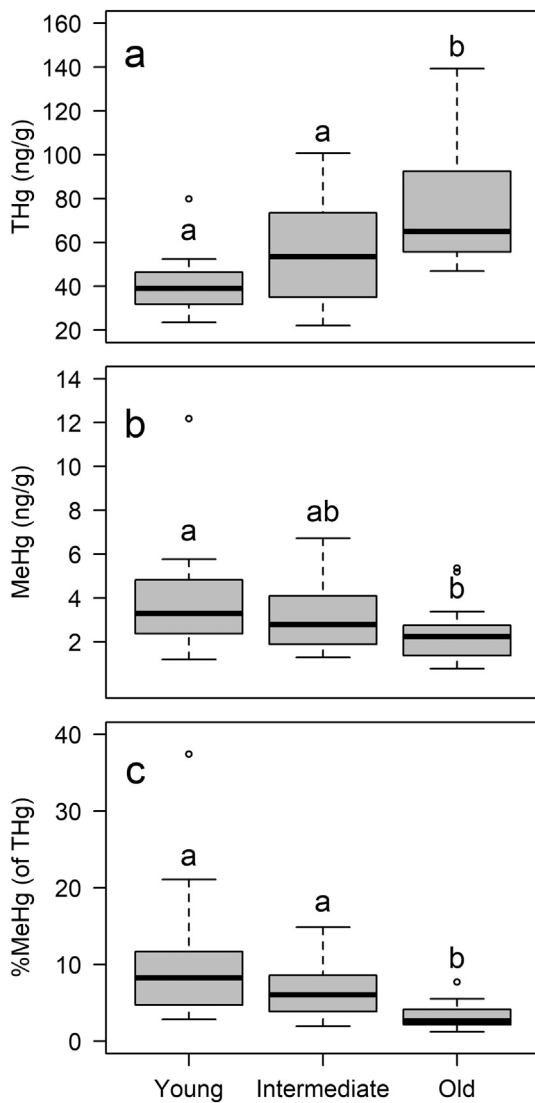 160
140
120
100
80
60
40
20
THg (ng/g)
a
a
a
b
14
12
10
8
6
4
2
MeHg (ng/g)
b
a
ab
b
40
30
20
10
0
%MeHg (of THg)
c
a
a
b
Young Intermediate Old